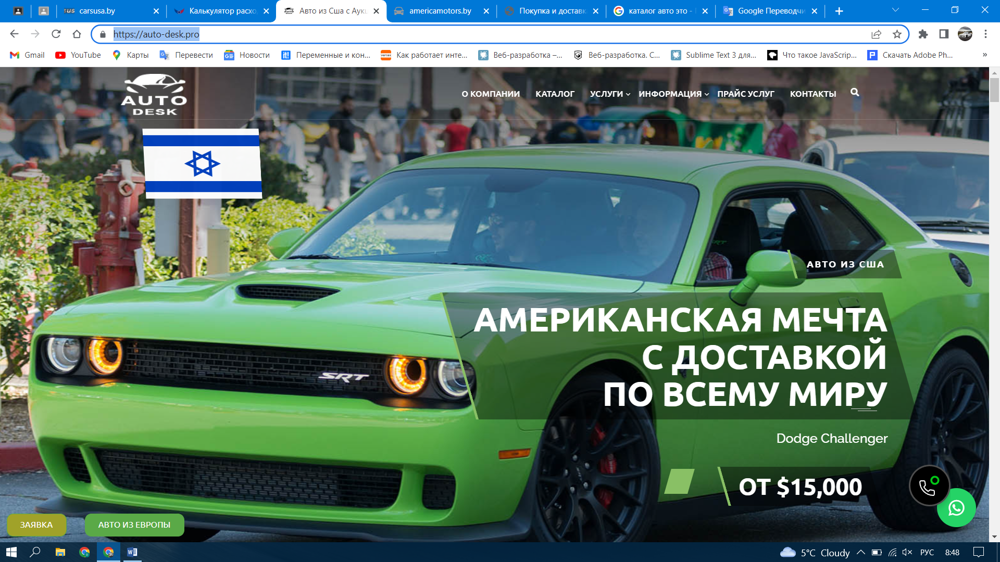 carsusa.by
Калькулятор расхо
Авто из Сша с Аукц
americamotors.by
Покупка и доставк
каталог авто это -
Google Переводчи
https://auto-desk.pro
Gmail
YouTube
Карты
Перевести
Новости
Переменные и кон...
Как работает инте...
Веб-разработка –...
Веб-разработка. С...
Sublime Text 3 для...
Что такое JavaScrip...
Скачать Adobe Ph...
»
AUTO
DESK
О КОМПАНИИ
КАТАЛОГ
УСЛУГИ
ИНФОРМАЦИЯ
ПРАЙС УСЛУГ
КОНТАКТЫ
АВТО ИЗ США
АМЕРИКАНСКАЯ МЕЧТА
С ДОСТАВКОЙ
ПО ВСЕМУ МИРУ
SRT
Dodge Challenger
ОТ $15,000
ЗАЯВКА
АВТО ИЗ ЕВРОПЫ
5°C Cloudy
РУС
8:48